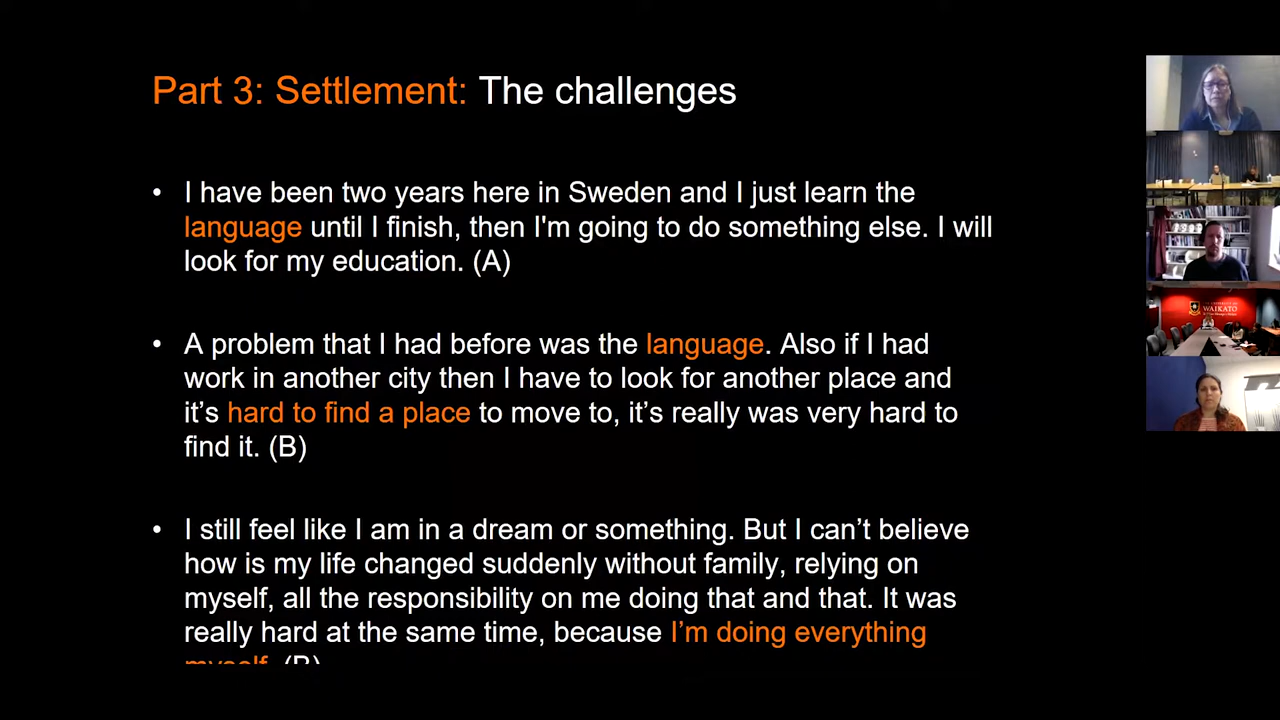 Part 3: Settlement: The challenges
• I have been two years here in Sweden and I just learn the
language until I finish, then I'm going to do something else. I will
look for my education. (A)
• A problem that I had before was the language. Also if I had
work in another city then I have to look for another place and
it's hard to find a place to move to, it's really was very hard to
find it. (B)
• I still feel like I am in a dream or something. But I can't believe
how is my life changed suddenly without family, relying on
myself, all the responsibility on me doing that and that. It was
really hard at the same time, because I'm doing everything
myself. (B)
WAIKATO